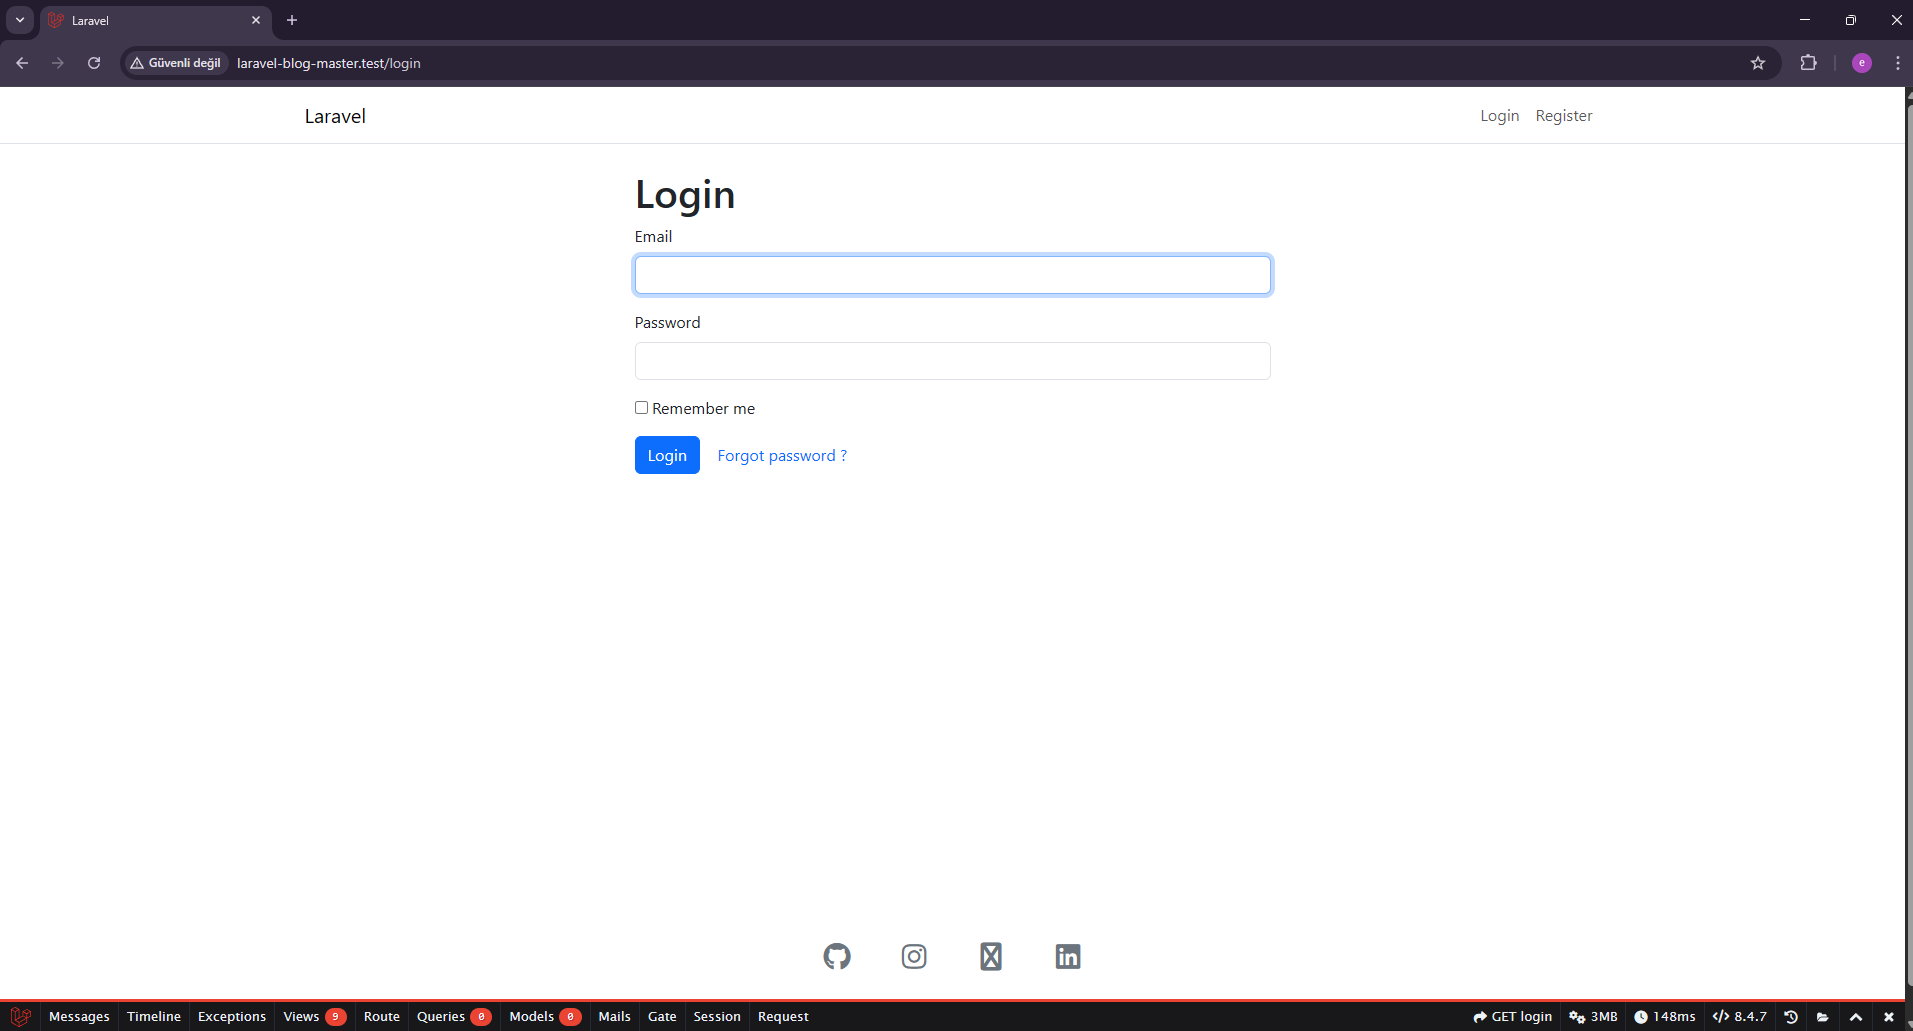 Laravel
Güvenli değil laravel-blog-master.test/login
e
Laravel
Login Register
Login
Email
Password
Remember me
Login Forgot password ?
Messages Timeline Exceptions Views 9 Route Queries 0 Models 0 Mails Gate Session Request GET login 3MB 148ms 8.4.7